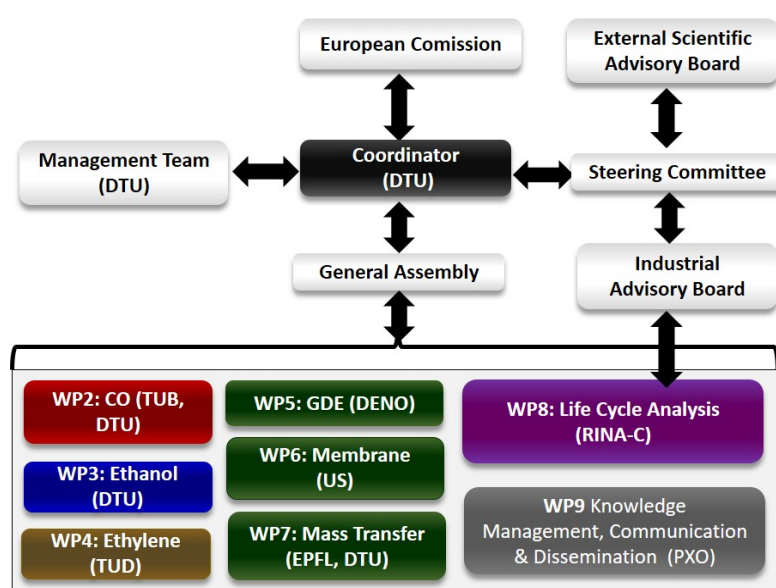 European Comission
External Scientific
Advisory Board
Management Team
(DTU)
Coordinator
(DTU)
Steering Committee
General Assembly
Industrial
Advisory Board
WP2: CO (TUB,
DTU)
WP3: Ethanol
(DTU)
WP4: Ethylene
(TUD)
WP5: GDE (DENO)
WP6: Membrane
(US)
WP7: Mass Transfer
(EPFL, DTU)
WP8: Life Cycle Analysis
(RINA-C)
WP9 Knowledge
Management, Communication
& Dissemination (PXO)